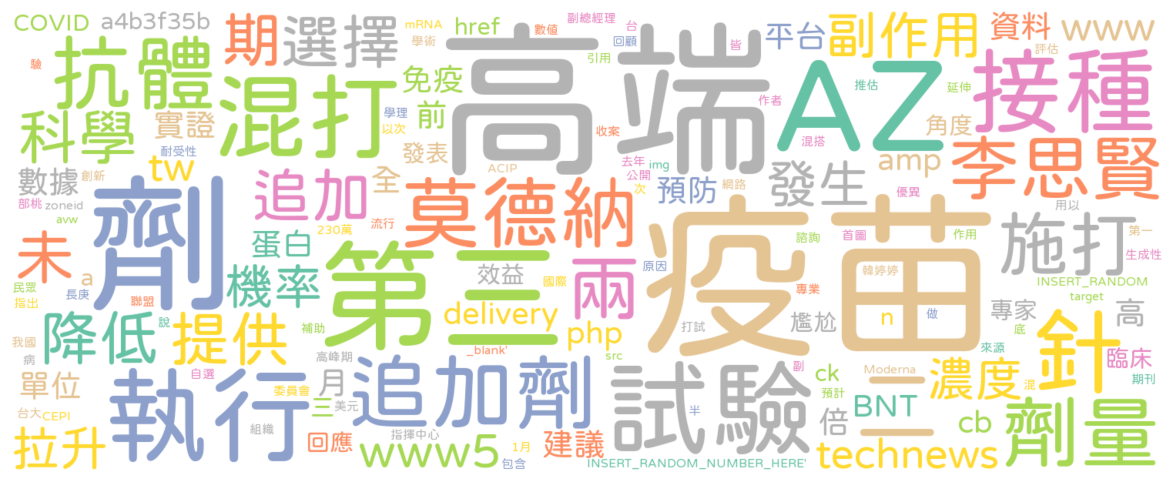 COVID
a4b3f35b
抗體
期
選擇
href
mRNA
學術
數值
副總經理
台
回顧
引用
皆
平台
副作用
資料
評估
www
驗
科學
實證
混打
免疫
前
學理
以次
發表
高端
收案
作者
AZ
推估
延伸
混搭
角度
接種
耐受性
tw
數據
創新
部桃
zoneid
avw
劑
追加
全
流行
230萬
ACIP
莫德納
去年
公開
次
img
預防
網路
發生
優異
amp
李思賢
用以
未
a
長庚
聯盟
民眾
指出
蛋白
機率
第三
效益
國際
兩
原因
疫苗
諮詢
首圖
專業
韓婷婷
作用
施打
第一
生成性
INSERT_RANDOM
target
我國
病
降低
說
提供
補助
高峰期
_blank'
delivery
php
src
打試
尷尬
n
做
底
專家
高
來源
針
臨床
期刊
單位
自選
執行
委員會
月
三
美元
追加劑
試驗
副
半
ck
預計
Moderna
二
濃度
混
台大
CEPI
拉升
組織
回應
指揮中心
www5
1月
包含
建議
倍
BNT
cb
劑量
INSERT_RANDOM_NUMBER_HERE'
technews